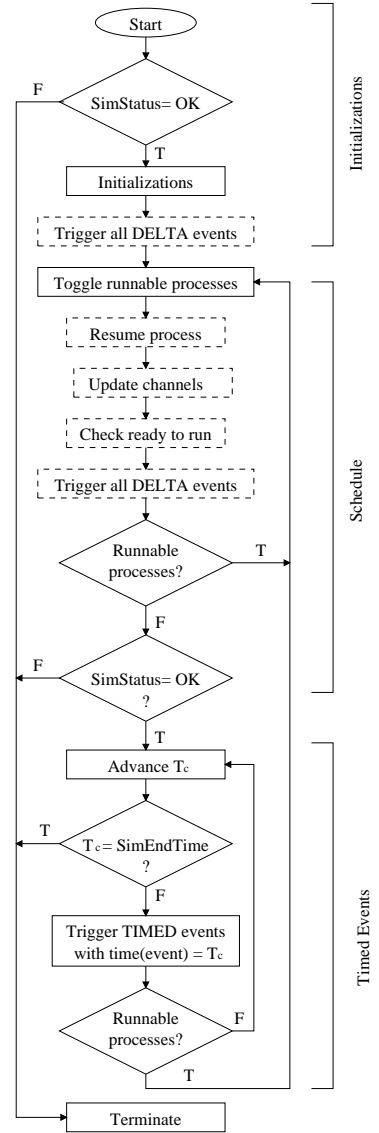 Start
F
SimStatus= OK
T
Initializations
Trigger all DELTA events
Initializations
Toggle runnable processes
Resume process
Update channels
Check ready to run
Trigger all DELTA events
Runnable
processes?
T
F
Schedule
F
SimStatus= OK
?
T
Advance Tc
T
Tc= SimEndTime
?
F
Trigger TIMED events
with time(event) = Tc
Runnable
processes?
F
T
Timed Events
Terminate